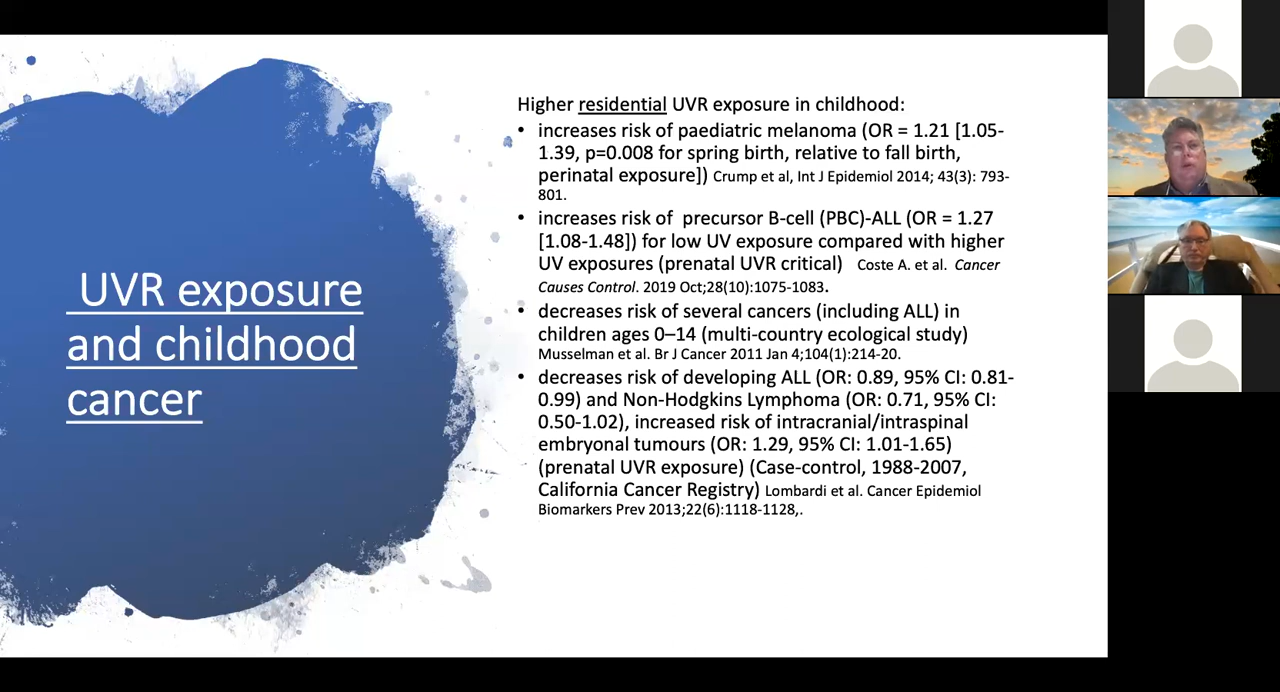 UVR exposure
and childhood
cancer
Higher residential UVR exposure in childhood:
• increases risk of paediatric melanoma (OR = 1.21 [1.05-
1.39, p=0.008 for spring birth, relative to fall birth,
perinatal exposure]) Crump et al, Int J Epidemiol 2014; 43(3): 793-
801.
• increases risk of precursor B-cell (PBC)-ALL (OR = 1.27
[1.08-1.48]) for low UV exposure compared with higher
UV exposures (prenatal UVR critical) Coste A. et al. Cancer
Causes Control. 2019 Oct;28(10):1075-1083.
• decreases risk of several cancers (including ALL) in
children ages 0–14 (multi-country ecological study)
Musselman et al. Br J Cancer 2011 Jan 4;104(1):214-20.
• decreases risk of developing ALL (OR: 0.89, 95% CI: 0.81-
0.99) and Non-Hodgkins Lymphoma (OR: 0.71, 95% CI:
0.50-1.02), increased risk of intracranial/intraspinal
embryonal tumours (OR: 1.29, 95% CI: 1.01-1.65)
(prenatal UVR exposure) (Case-control, 1988-2007,
California Cancer Registry) Lombardi et al. Cancer Epidemiol
Biomarkers Prev 2013;22(6):1118-1128,.